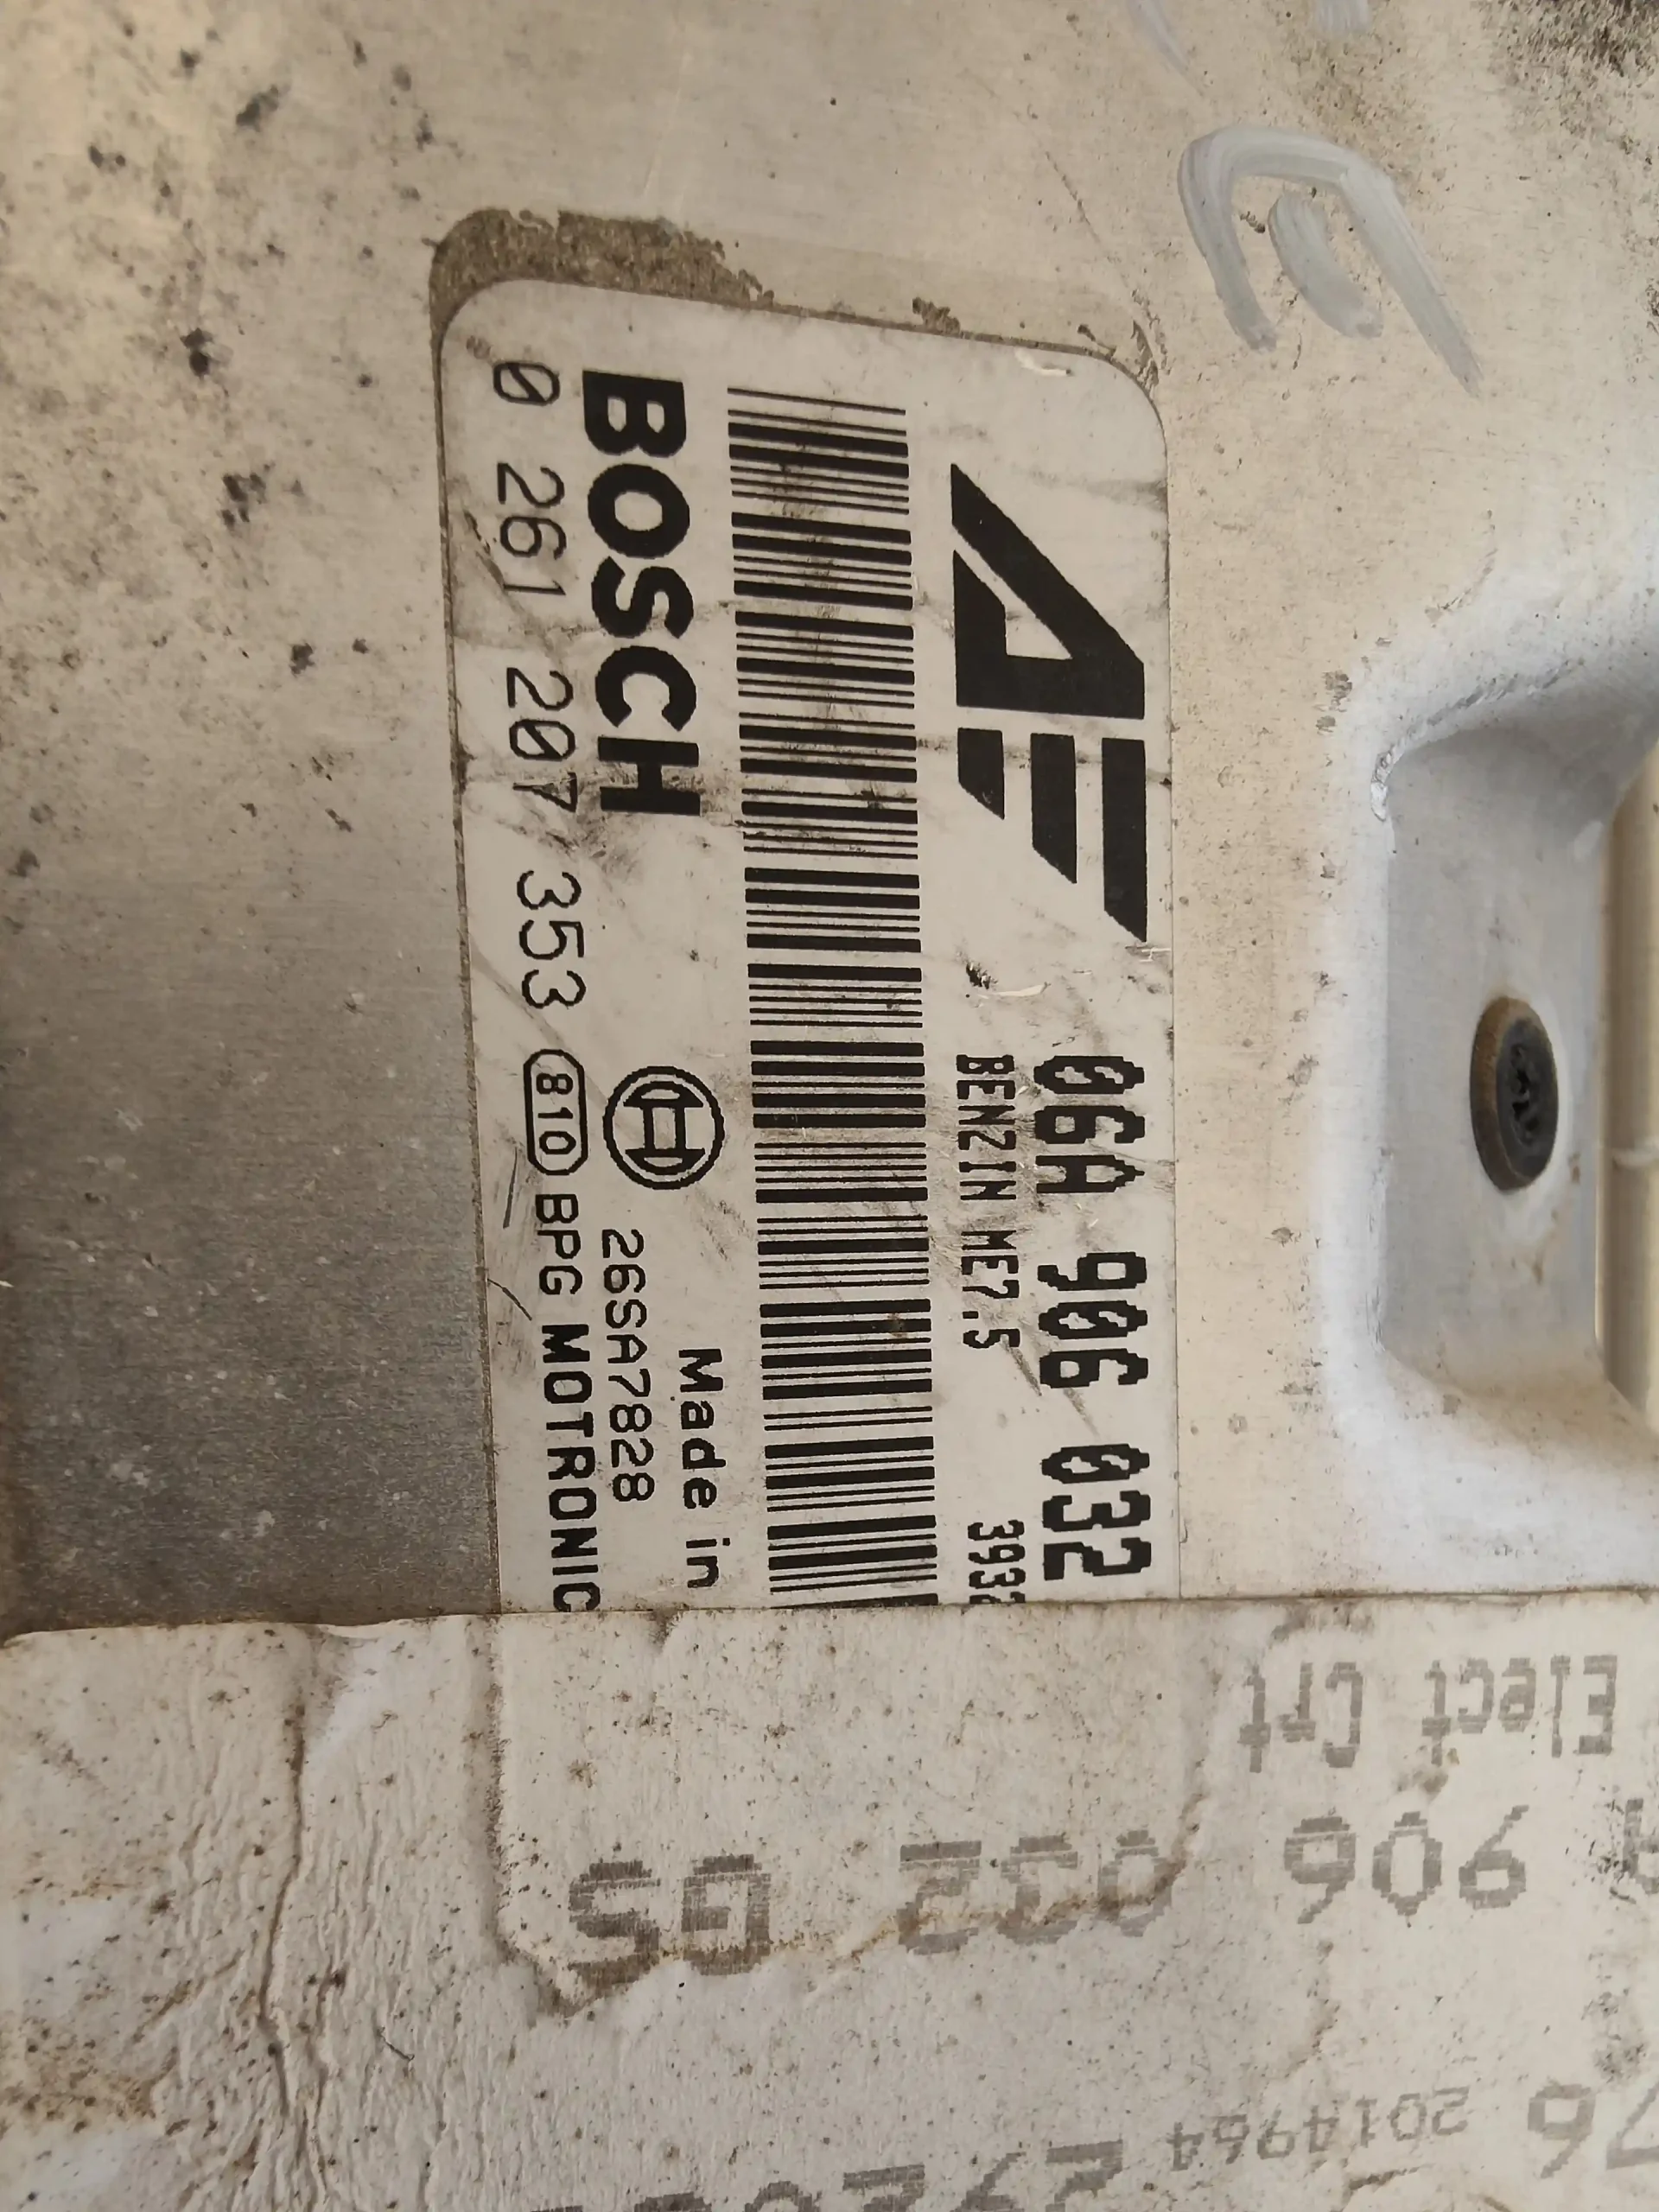 06A 906 032
BENZIN ME7.5 393
BOSCH
Made in
26SA7828
0 261 207 353 810 BPG MOTRONIC
Elect Crt
906 032
2014964